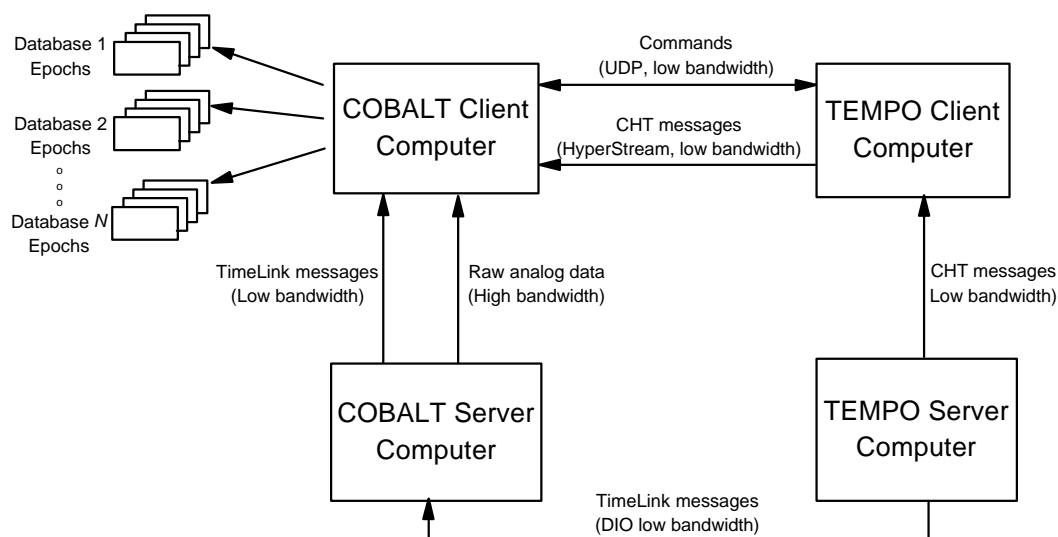 Database 1
Epochs
Database 2
Epochs
o
o
o
Database N
Epochs
COBALT Client
Computer
Commands
(UDP, low bandwidth)
CHT messages
(HyperStream, low bandwidth)
TEMPO Client
Computer
TimeLink messages
(Low bandwidth)
Raw analog data
(High bandwidth)
CHT messages
Low bandwidth)
COBALT Server
Computer
TEMPO Server
Computer
TimeLink messages
(DIO low bandwidth)